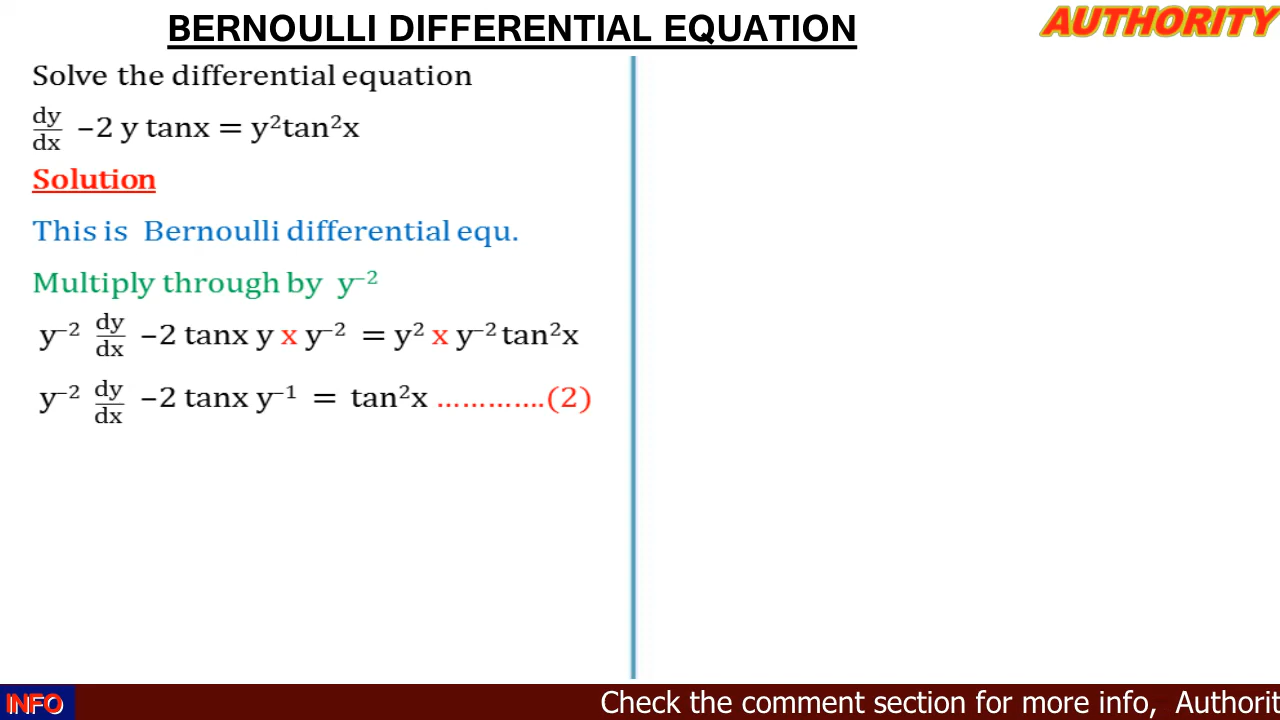 BERNOULLI DIFFERENTIAL EQUATION
AUTHORITY
Solve the differential equation
dy/dx –2 y tanx = y²tan²x
Solution
This is Bernoulli differential equ.
Multiply through by y⁻²
y⁻² dy/dx –2 tanx y x y⁻² = y² x y⁻² tan²x
y⁻² dy/dx –2 tanx y⁻¹ = tan²x .............(2)
INFO
Check the comment section for more info, Authorit